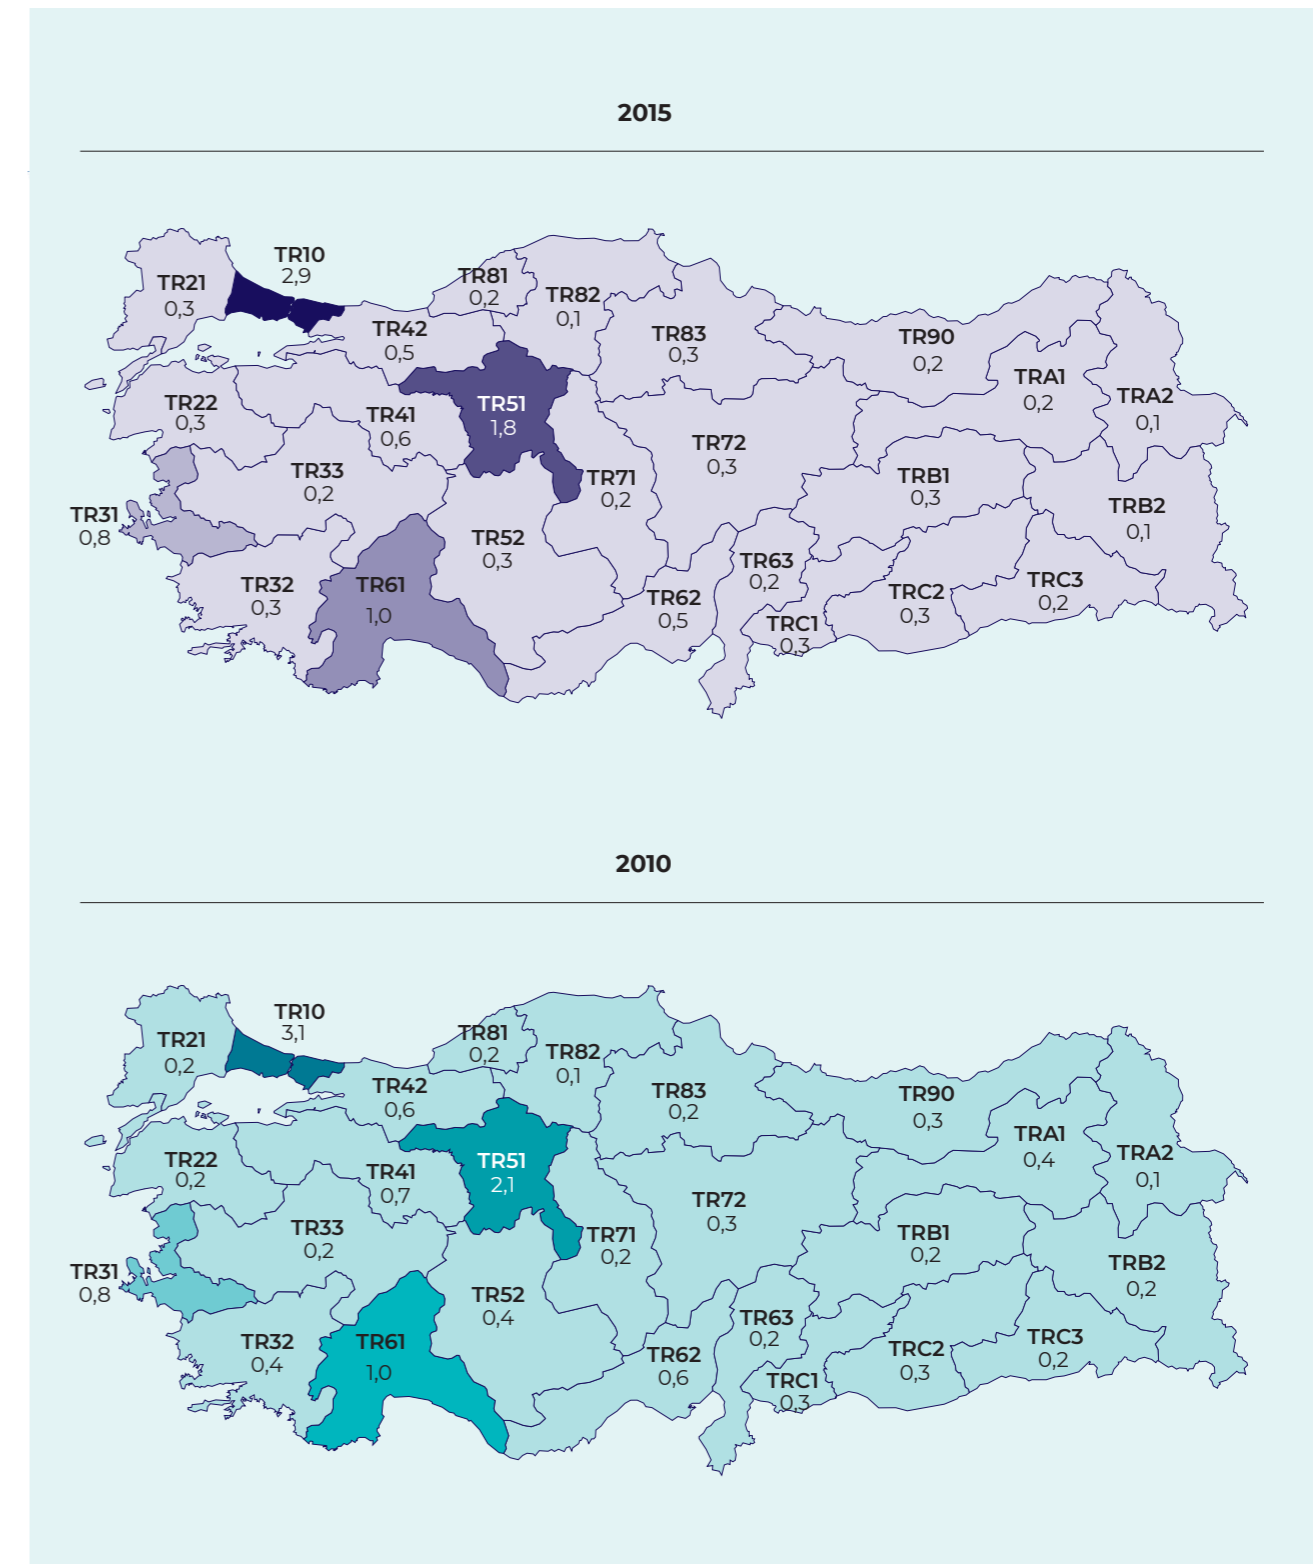 2015
TR10
2,9
TR21
0,3
TR81
0,2
TR82
0,1
TR42
0,5
TR83
0,3
TR90
0,2
TRA1
0,2
TRA2
0,1
TR22
0,3
TR41
0,6
TR51
1,8
TR72
0,3
TR33
0,2
TR71
0,2
TRB1
0,3
TRB2
0,1
TR31
0,8
TR52
0,3
TR63
0,2
TR32
0,3
TR61
1,0
TR62
0,5
TRC1
0,3
TRC2
0,3
TRC3
0,2
2010
TR10
3,1
TR21
0,2
TR81
0,2
TR82
0,1
TR42
0,6
TR83
0,2
TR90
0,3
TRA1
0,4
TRA2
0,1
TR22
0,2
TR41
0,7
TR51
2,1
TR72
0,3
TR33
0,2
TR71
0,2
TRB1
0,2
TRB2
0,2
TR31
0,8
TR52
0,4
TR63
0,2
TR32
0,4
TR61
1,0
TR62
0,6
TRC1
0,3
TRC2
0,3
TRC3
0,2